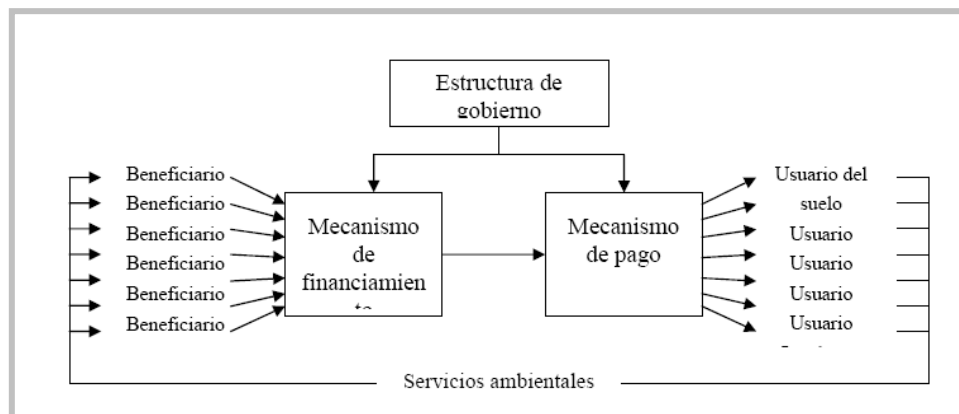 Estructura de
gobierno
Beneficiario
Beneficiario
Beneficiario
Beneficiario
Beneficiario
Beneficiario
Mecanismo
de
financiamien
to
Mecanismo
de pago
Usuario del
suelo
Usuario
Usuario
Usuario
Usuario
Servicios ambientales